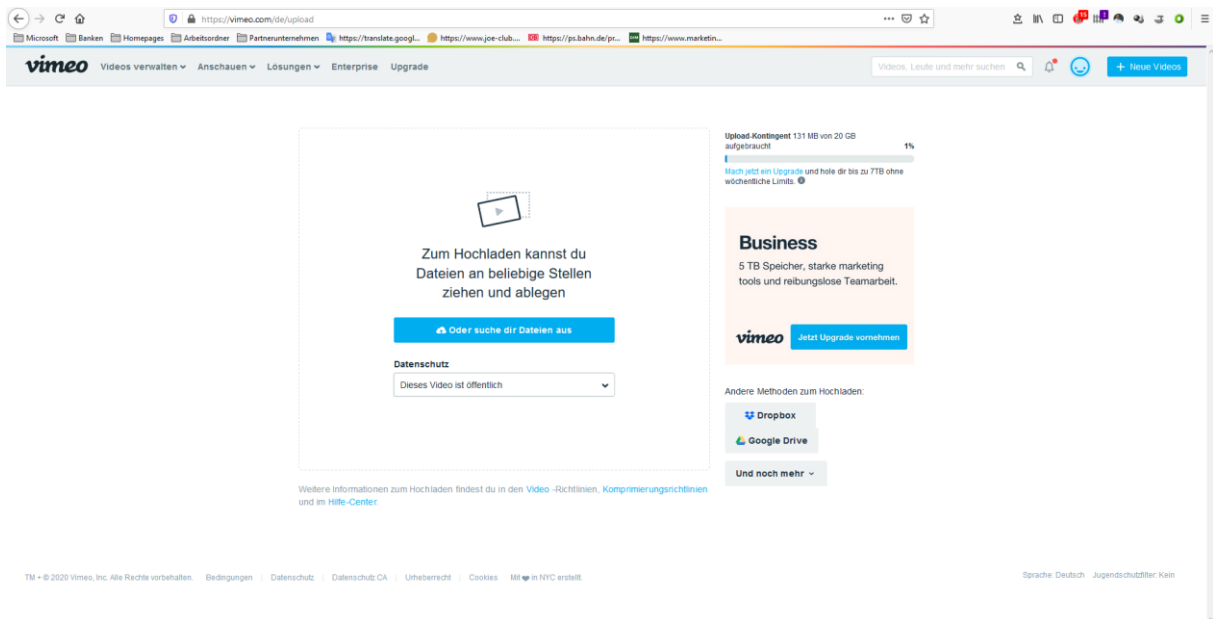 https://vimeo.com/de/upload
Microsoft Banken Homepages Arbeitsordner Partnerunternehmen https://translate.googl... https://www.joe-club.... https://ps.bahn.de/pr... https://www.marketin...
vimeo Videos verwalten Anschauen Lösungen Enterprise Upgrade Videos, Leute und mehr suchen + Neue Videos
Upload-Kontingent 131 MB von 20 GB
aufgebraucht 1%
Mach jetzt ein Upgrade und hole dir bis zu 7TB ohne
wöchentliche Limits.
Zum Hochladen kannst du
Dateien an beliebige Stellen
ziehen und ablegen
Oder suche dir Dateien aus
Datenschutz
Dieses Video ist öffentlich
Weitere Informationen zum Hochladen findest du in den Video -Richtlinien, Komprimierungsrichtlinien
und im Hilfe-Center.
Business
5 TB Speicher, starke marketing
tools und reibungslose Teamarbeit.
vimeo Jetzt Upgrade vornehmen
Andere Methoden zum Hochladen:
Dropbox
Google Drive
Und noch mehr
TM + © 2020 Vimeo, Inc. Alle Rechte vorbehalten. Bedingungen | Datenschutz | Datenschutz CA | Urheberrecht | Cookies Mit ❤ in NYC erstellt. Sprache: Deutsch Jugendschutzfilter: Kein